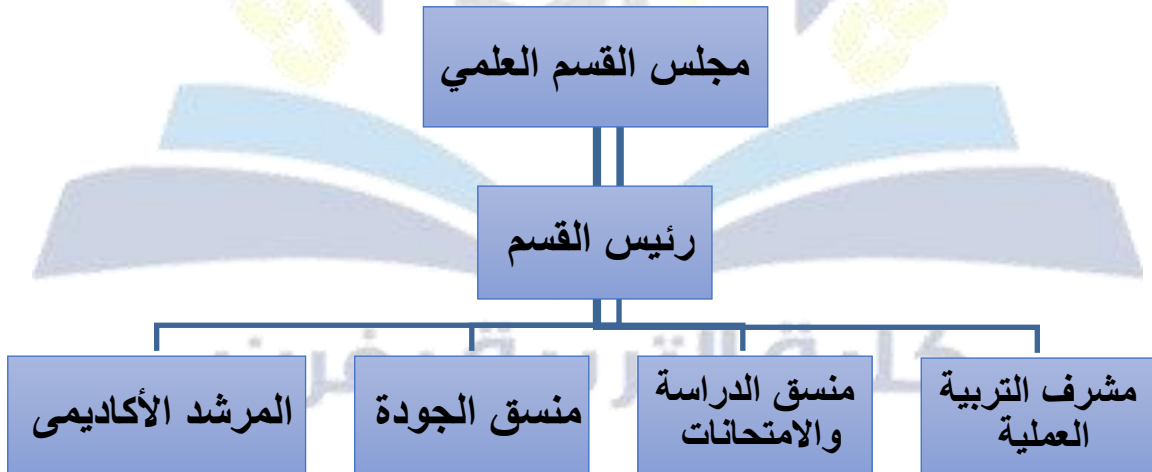 مجلس القسم العلمي
رئيس القسم
مشرف التربية
العملية
منسق الدراسة
والامتحانات
منسق الجودة
المرشد الأكاديمى